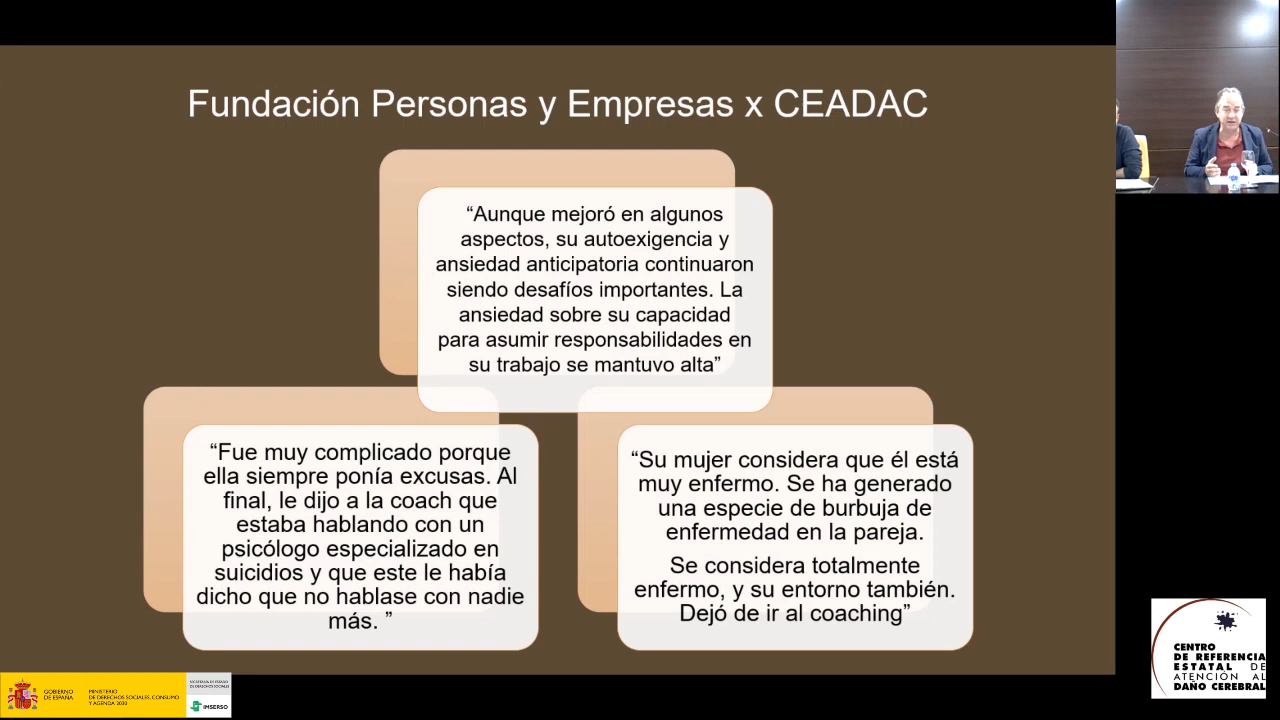 Fundación Personas y Empresas x CEADAC
“Aunque mejoró en algunos
aspectos, su autoexigencia y
ansiedad anticipatoria continuaron
siendo desafíos importantes. La
ansiedad sobre su capacidad
para asumir responsabilidades en
su trabajo se mantuvo alta”
“Fue muy complicado porque
ella siempre ponía excusas. Al
final, le dijo a la coach que
estaba hablando con un
psicólogo especializado en
suicidios y que este le había
dicho que no hablase con nadie
más. ”
“Su mujer considera que él está
muy enfermo. Se ha generado
una especie de burbuja de
enfermedad en la pareja.
Se considera totalmente
enfermo, y su entorno también.
Dejó de ir al coaching”
GOBIERNO
DE ESPAÑA
MINISTERIO
DE DERECHOS SOCIALES, CONSUMO
Y AGENDA 2030
SECRETARÍA DE ESTADO
DE DERECHOS SOCIALES
IMSERSO
CENTRO
DE REFERENCIA
ESTATAL DE
ATENCIÓN AL
DAÑO CEREBRAL